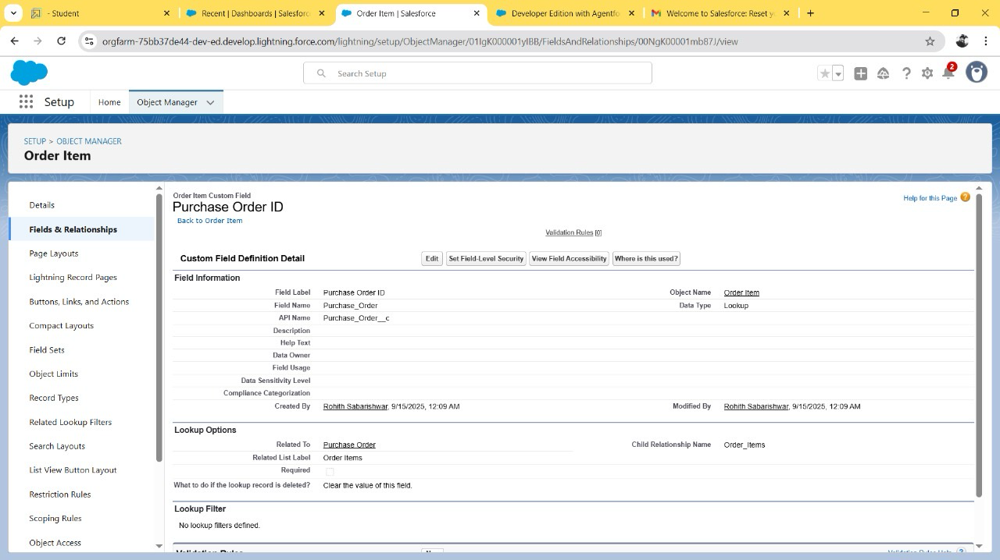 - Student
Recent | Dashboards | Salesforc
Order Item | Salesforce
Developer Edition with Agentfo
Welcome to Salesforce: Reset y
orgfarm-75bb37de44-dev-ed.develop.lightning.force.com/lightning/setup/ObjectManager/01IgK000001yIBB/FieldsAndRelationships/00NgK00001mb87J/view
Search Setup
2
Setup
Home
Object Manager
SETUP > OBJECT MANAGER
Order Item
Details
Fields & Relationships
Page Layouts
Lightning Record Pages
Buttons, Links, and Actions
Compact Layouts
Field Sets
Object Limits
Record Types
Related Lookup Filters
Search Layouts
List View Button Layout
Restriction Rules
Scoping Rules
Object Access
Order Item Custom Field
Purchase Order ID
Back to Order Item
Help for this Page
Validation Rules [0]
Custom Field Definition Detail
Edit
Set Field-Level Security
View Field Accessibility
Where is this used?
Field Information
Field Label Purchase Order ID Object Name Order Item
Field Name Purchase_Order Data Type Lookup
API Name Purchase_Order__c
Description
Help Text
Data Owner
Field Usage
Data Sensitivity Level
Compliance Categorization
Created By Rohith Sabarishwar, 9/15/2025, 12:09 AM Modified By Rohith Sabarishwar, 9/15/2025, 12:09 AM
Lookup Options
Related To Purchase Order Child Relationship Name Order_Items
Related List Label Order Items
Required
What to do if the lookup record is deleted? Clear the value of this field.
Lookup Filter
No lookup filters defined.
Validation Rules
New
Validation Rules Help